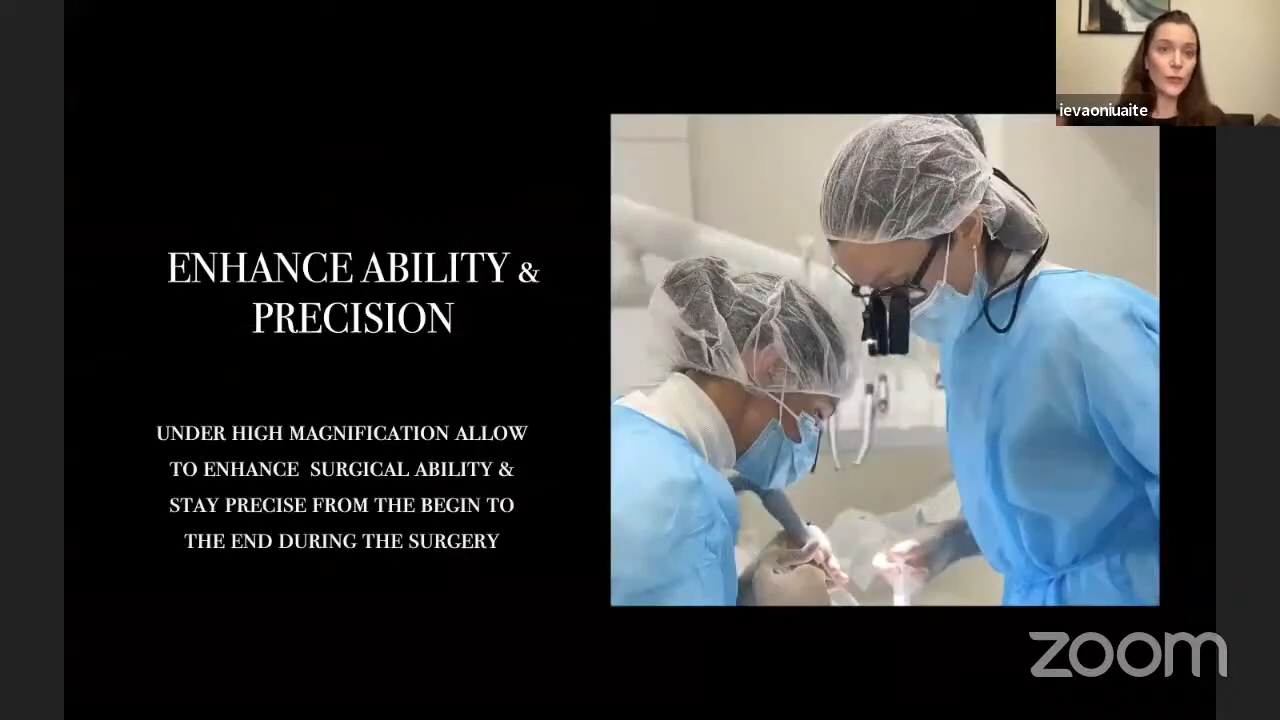 ievaoniuaite
ENHANCE ABILITY &
PRECISION
UNDER HIGH MAGNIFICATION ALLOW
TO ENHANCE SURGICAL ABILITY &
STAY PRECISE FROM THE BEGIN TO
THE END DURING THE SURGERY
zoom